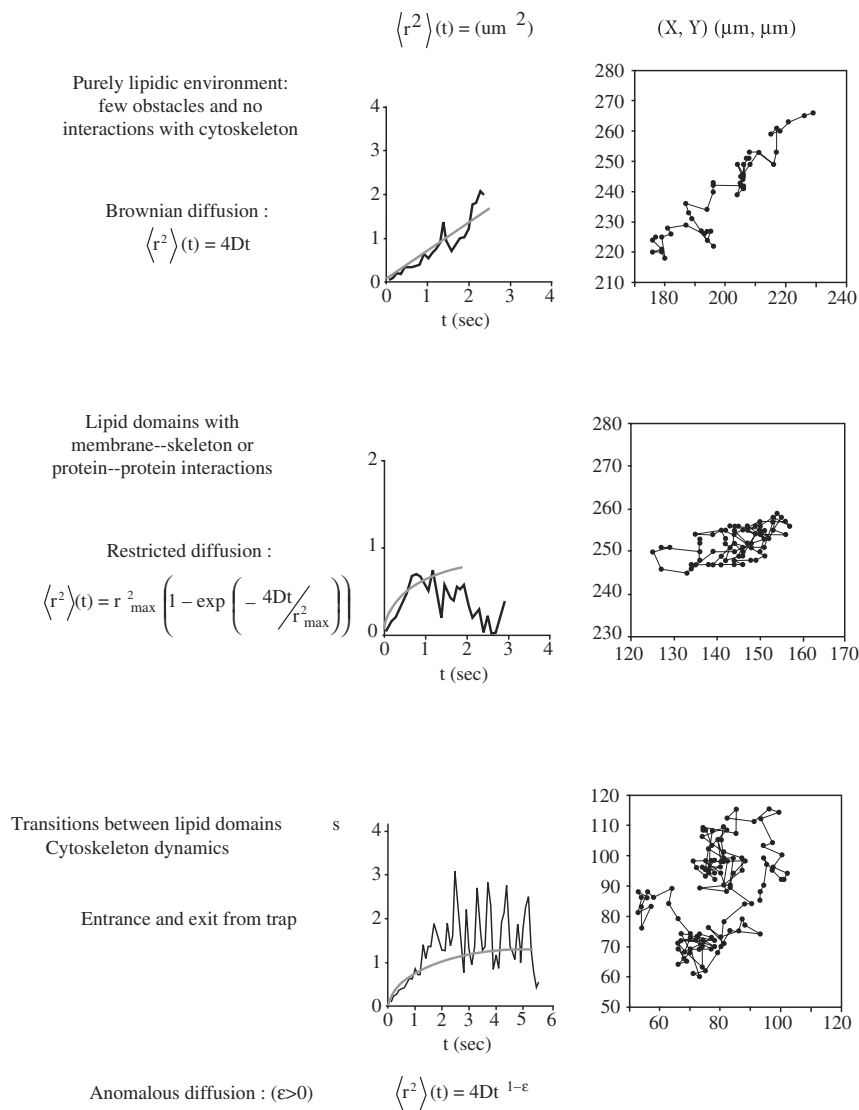 ⟨r²⟩(t) = (um ²)
(X, Y) (µm, µm)
Purely lipidic environment:
few obstacles and no
interactions with cytoskeleton
Brownian diffusion :
⟨r²⟩(t) = 4Dt
4
3
2
1
0
0 1 2 3 4
t (sec)
280
270
260
250
240
230
220
210
180 200 220 240
Lipid domains with
membrane--skeleton or
protein--protein interactions
Restricted diffusion :
⟨r²⟩(t) = r ²max (1 – exp (– 4Dt/r²max))
2
1
0
0 1 2 3 4
t (sec)
280
270
260
250
240
230
120 130 140 150 160 170
Transitions between lipid domains s
Cytoskeleton dynamics
Entrance and exit from trap
4
3
2
1
0
0 1 2 3 4 5 6
t (sec)
120
110
100
90
80
70
60
50
60 80 100 120
Anomalous diffusion : (ε>0) ⟨r²⟩(t) = 4Dt ¹⁻ᵋ